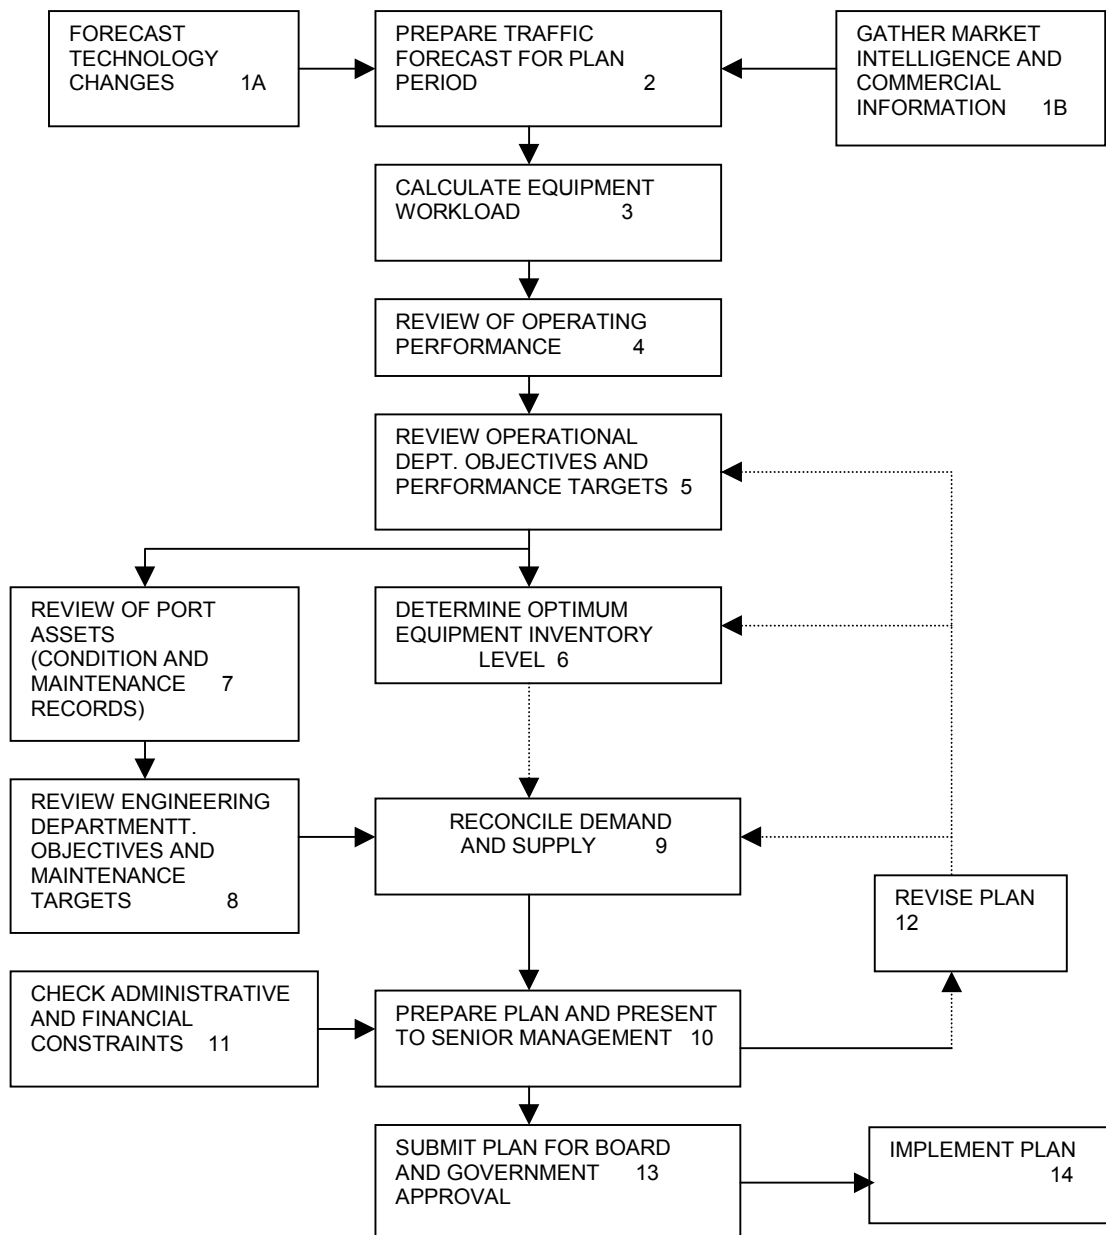 FORECAST
TECHNOLOGY
CHANGES 1A
PREPARE TRAFFIC
FORECAST FOR PLAN
PERIOD 2
GATHER MARKET
INTELLIGENCE AND
COMMERCIAL
INFORMATION 1B
CALCULATE EQUIPMENT
WORKLOAD 3
REVIEW OF OPERATING
PERFORMANCE 4
REVIEW OPERATIONAL
DEPT. OBJECTIVES AND
PERFORMANCE TARGETS 5
REVIEW OF PORT
ASSETS
(CONDITION AND
MAINTENANCE 7
RECORDS)
DETERMINE OPTIMUM
EQUIPMENT INVENTORY
LEVEL 6
REVIEW ENGINEERING
DEPARTMENTT.
OBJECTIVES AND
MAINTENANCE
TARGETS 8
RECONCILE DEMAND
AND SUPPLY 9
REVISE PLAN
12
CHECK ADMINISTRATIVE
AND FINANCIAL
CONSTRAINTS 11
PREPARE PLAN AND PRESENT
TO SENIOR MANAGEMENT 10
SUBMIT PLAN FOR BOARD
AND GOVERNMENT 13
APPROVAL
IMPLEMENT PLAN
14